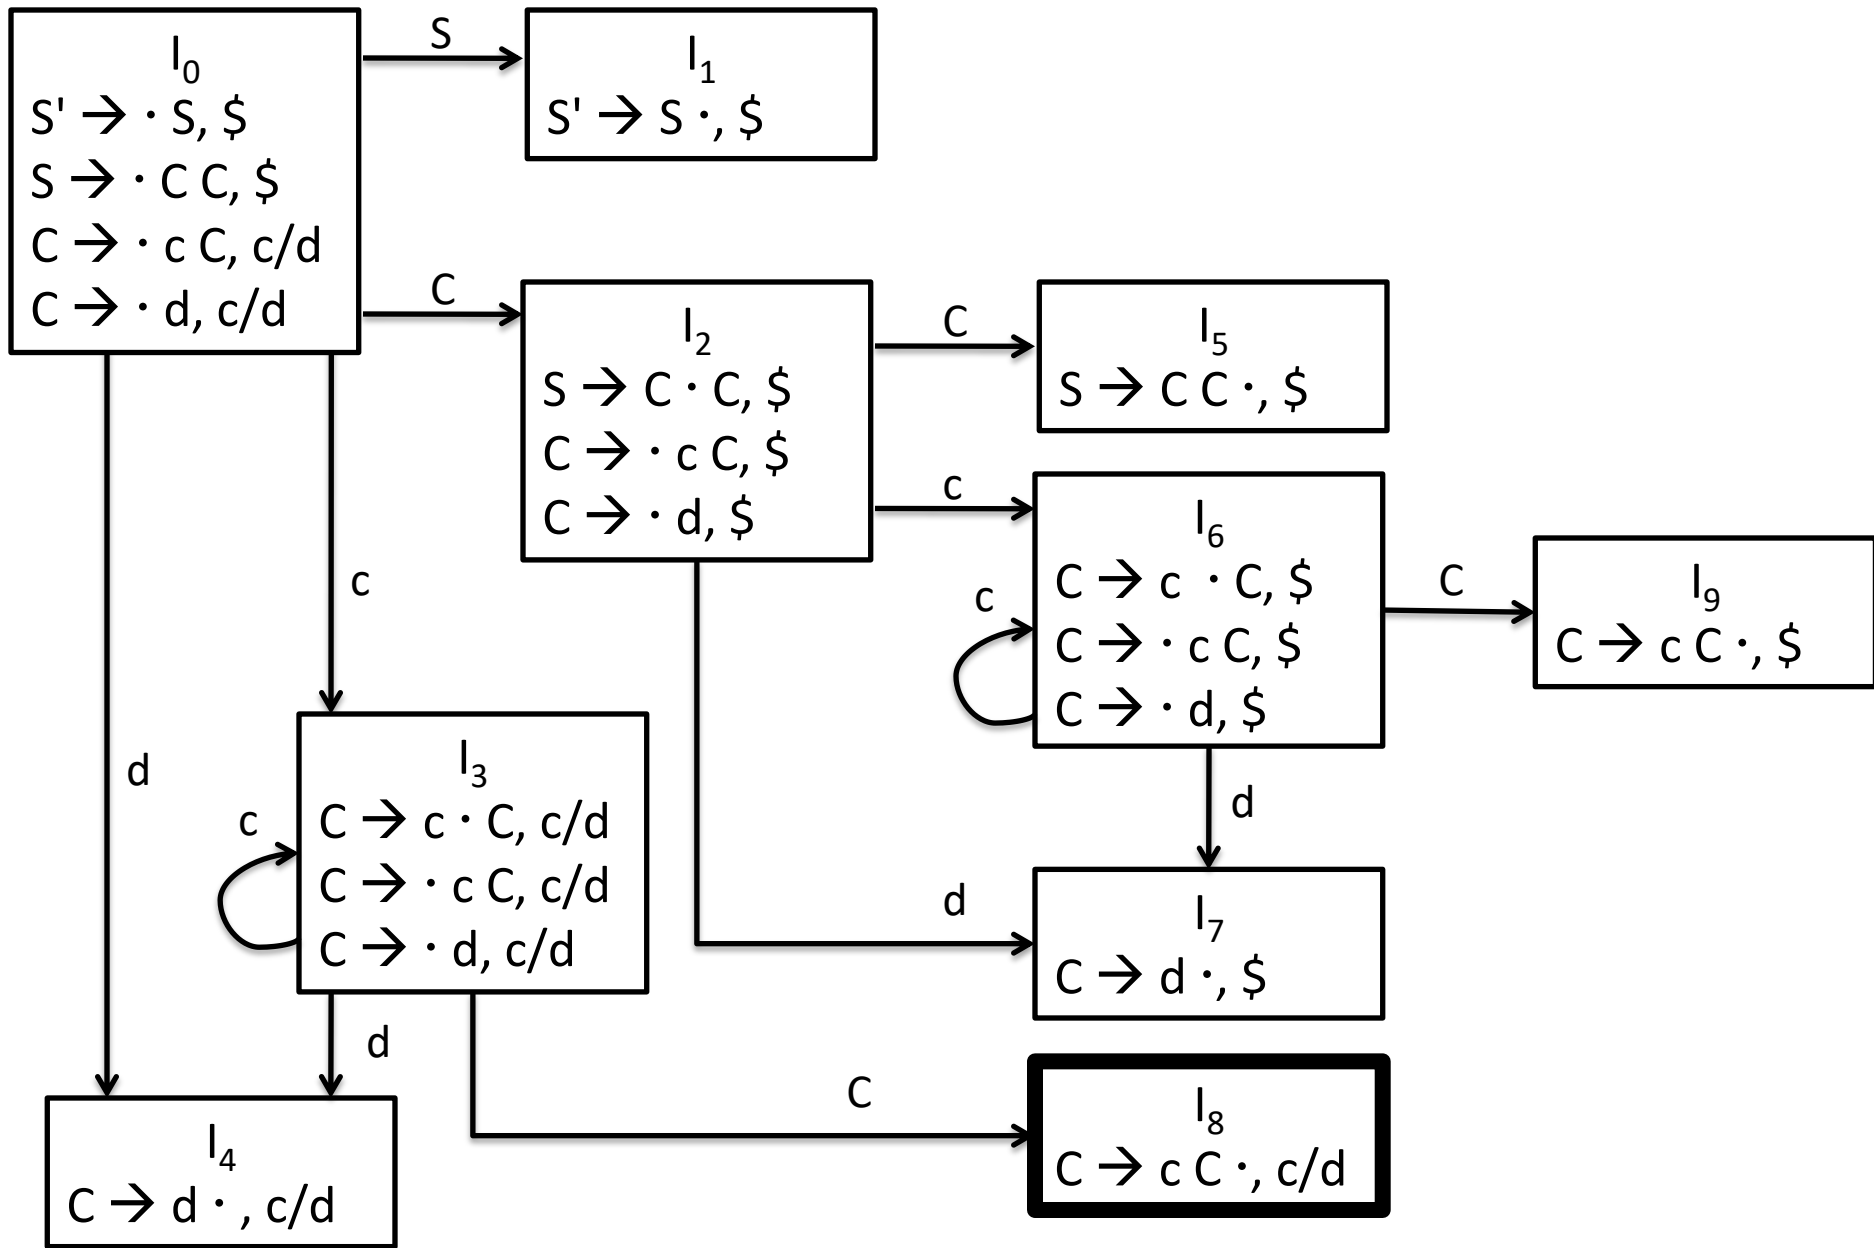 I₀
S' → · S, $
S → · C C, $
C → · c C, c/d
C → · d, c/d
S
I₁
S' → S ·, $
C
I₂
S → C · C, $
C → · c C, $
C → · d, $
C
I₅
S → C C ·, $
c
I₆
C → c · C, $
C → · c C, $
C → · d, $
c
C
I₉
C → c C ·, $
c
d
I₃
C → c · C, c/d
C → · c C, c/d
C → · d, c/d
c
d
d
I₇
C → d ·, $
d
C
I₈
C → c C ·, c/d
I₄
C → d · , c/d